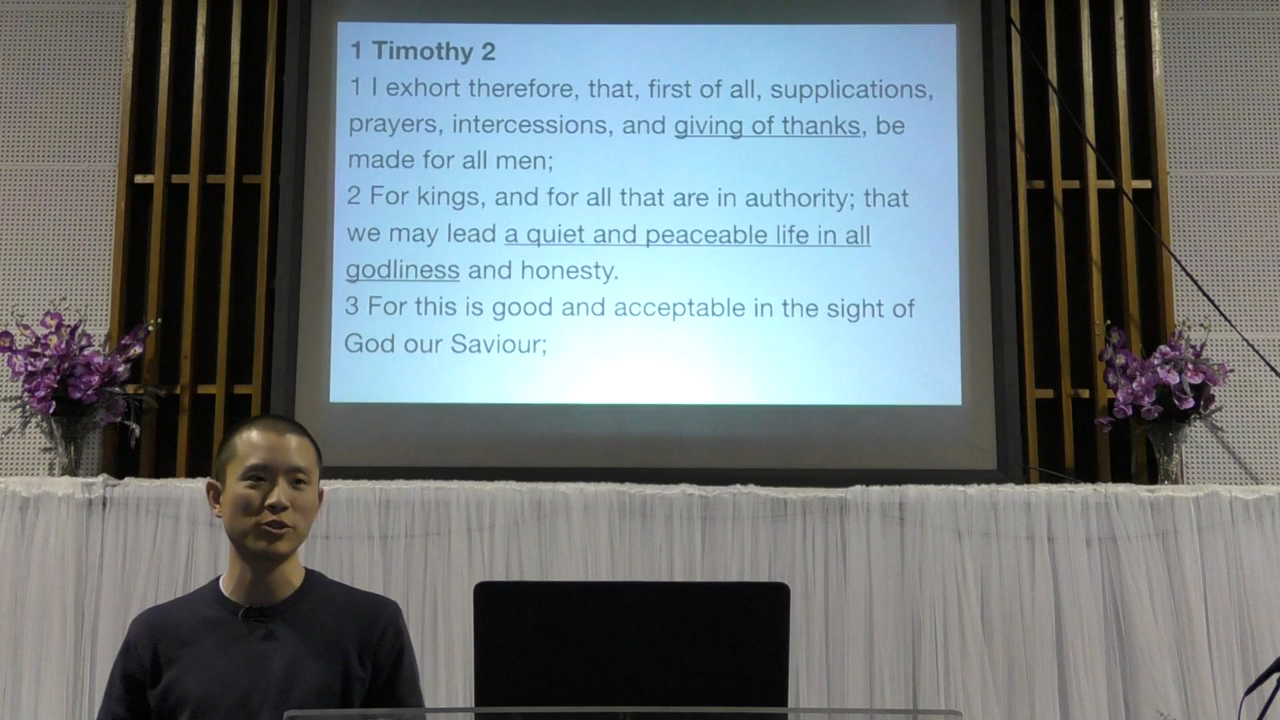 1 Timothy 2
1 I exhort therefore, that, first of all, supplications,
prayers, intercessions, and giving of thanks, be
made for all men;
2 For kings, and for all that are in authority; that
we may lead a quiet and peaceable life in all
godliness and honesty.
3 For this is good and acceptable in the sight of
God our Saviour;